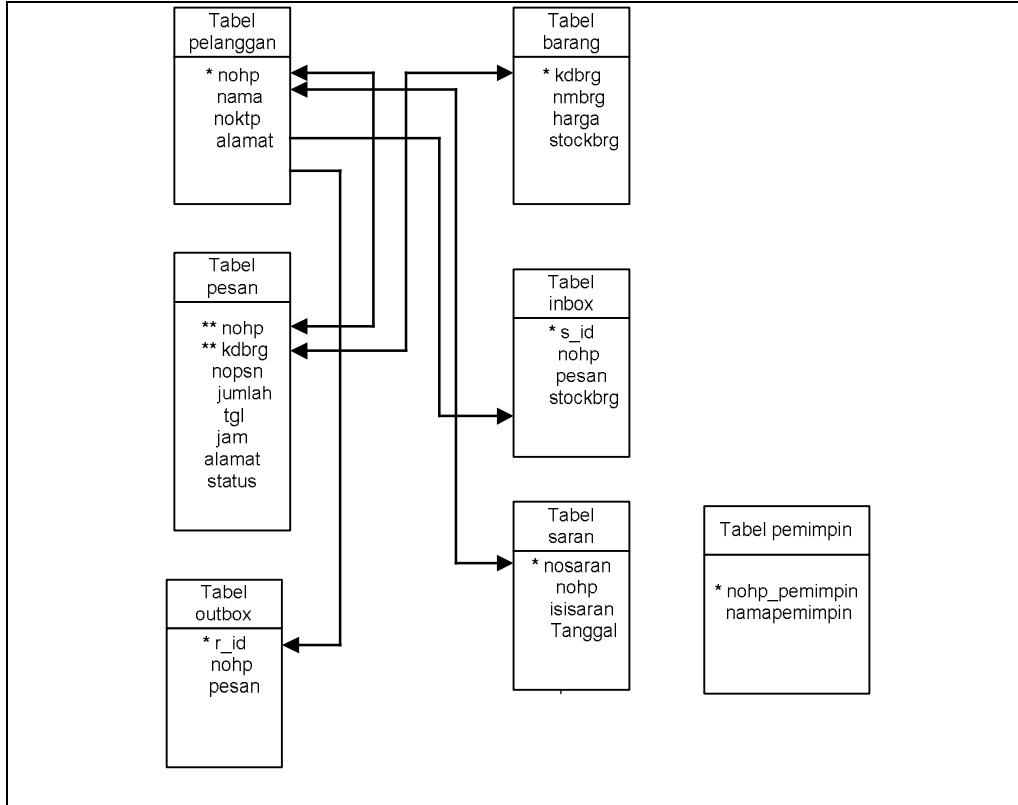 Tabel
pelanggan
* nohp
nama
noktp
alamat
Tabel
barang
* kdbrg
nmbrg
harga
stockbrg
Tabel
pesan
** nohp
** kdbrg
nopsn
jumlah
tgl
jam
alamat
status
Tabel
inbox
* s_id
nohp
pesan
stockbrg
Tabel
saran
* nosaran
nohp
isisaran
Tanggal
Tabel pemimpin
* nohp_pemimpin
namapemimpin
Tabel
outbox
* r_id
nohp
pesan